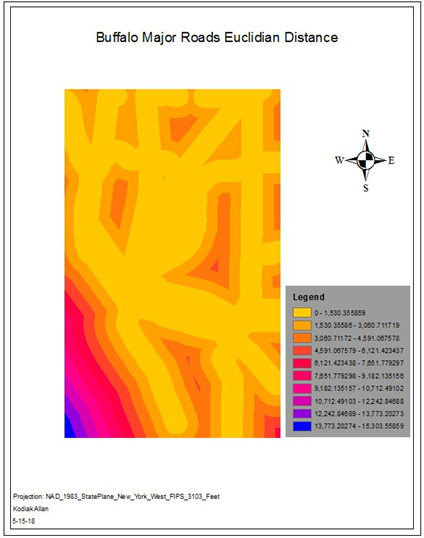 Buffalo Major Roads Euclidian Distance
N
W E
S
Legend
0 - 1,530.355859
1,530.35586 - 3,060.711719
3,060.71172 - 4,591.067578
4,591.067579 - 6,121.423437
6,121.423438 - 7,651.779297
7,651.779298 - 9,182.135156
9,182.135157 - 10,712.49102
10,712.49103 - 12,242.84688
12,242.84689 - 13,773.20273
13,773.20274 - 15,303.55859
Projection: NAD_1983_StatePlane_New_York_West_FIPS_3103_Feet
Kodiak Allan
5-15-18